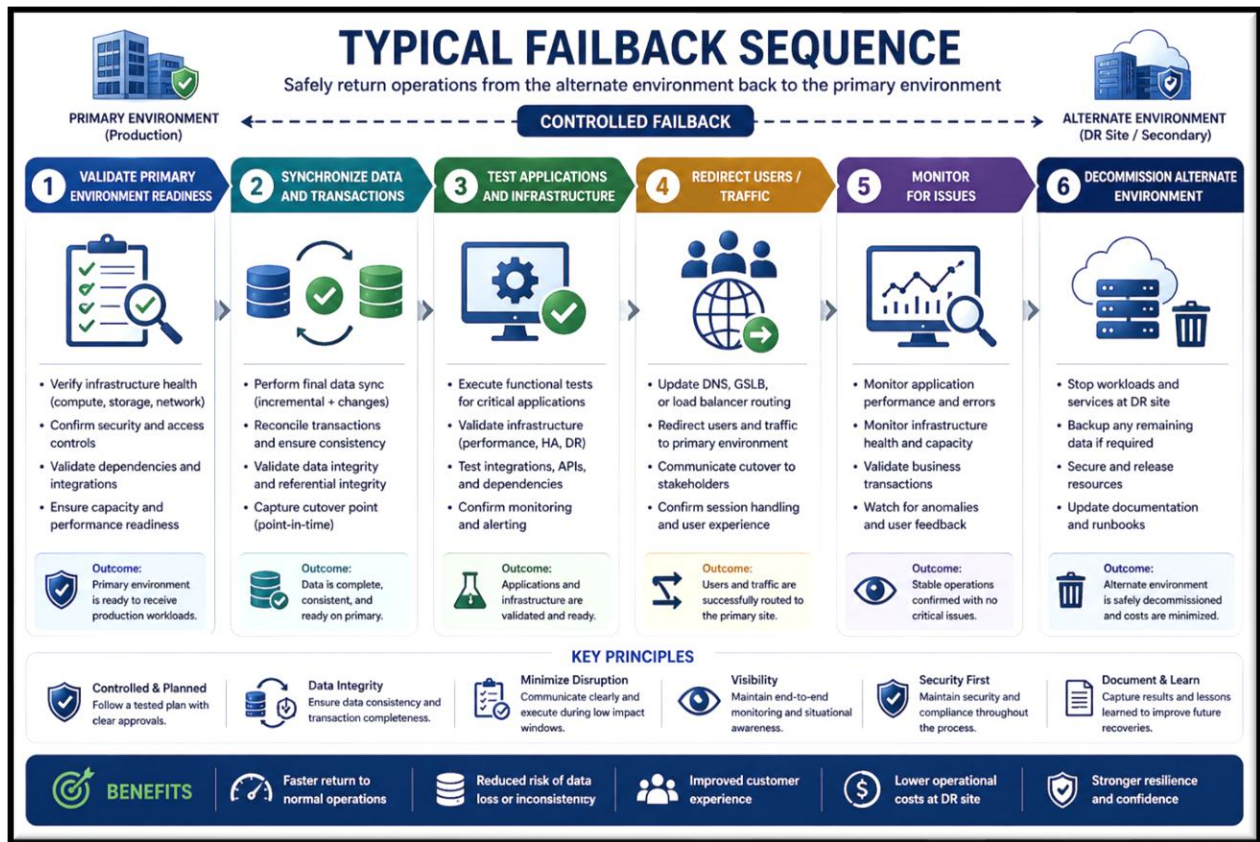 TYPICAL FAILBACK SEQUENCE
Safely return operations from the alternate environment back to the primary environment
PRIMARY ENVIRONMENT
(Production)
CONTROLLED FAILBACK
ALTERNATE ENVIRONMENT
(DR Site / Secondary)
1 VALIDATE PRIMARY
ENVIRONMENT READINESS
• Verify infrastructure health
(compute, storage, network)
• Confirm security and access
controls
• Validate dependencies and
integrations
• Ensure capacity and
performance readiness
Outcome:
Primary environment
is ready to receive
production workloads.
2 SYNCHRONIZE DATA
AND TRANSACTIONS
• Perform final data sync
(incremental + changes)
• Reconcile transactions
and ensure consistency
• Validate data integrity
and referential integrity
• Capture cutover point
(point-in-time)
Outcome:
Data is complete,
consistent, and
ready on primary.
3 TEST APPLICATIONS
AND INFRASTRUCTURE
• Execute functional tests
for critical applications
• Validate infrastructure
(performance, HA, DR)
• Test integrations, APIs,
and dependencies
• Confirm monitoring
and alerting
Outcome:
Applications and
infrastructure are
validated and ready.
4 REDIRECT USERS /
TRAFFIC
• Update DNS, GSLB,
or load balancer routing
• Redirect users and traffic
to primary environment
• Communicate cutover to
stakeholders
• Confirm session handling
and user experience
Outcome:
Users and traffic are
successfully routed to
the primary site.
5 MONITOR
FOR ISSUES
• Monitor application
performance and errors
• Monitor infrastructure
health and capacity
• Validate business
transactions
• Watch for anomalies
and user feedback
Outcome:
Stable operations
confirmed with no
critical issues.
6 DECOMMISSION ALTERNATE
ENVIRONMENT
• Stop workloads and
services at DR site
• Backup any remaining
data if required
• Secure and release
resources
• Update documentation
and runbooks
Outcome:
Alternate environment
is safely decommissioned
and costs are minimized.
KEY PRINCIPLES
Controlled & Planned
Follow a tested plan with
clear approvals.
Data Integrity
Ensure data consistency and
transaction completeness.
Minimize Disruption
Communicate clearly and
execute during low impact
windows.
Visibility
Maintain end-to-end
monitoring and situational
awareness.
Security First
Maintain security and
compliance throughout
the process.
Document & Learn
Capture results and lessons
learned to improve future
recoveries.
BENEFITS
Faster return to
normal operations
Reduced risk of data
loss or inconsistency
Improved customer
experience
Lower operational
costs at DR site
Stronger resilience
and confidence